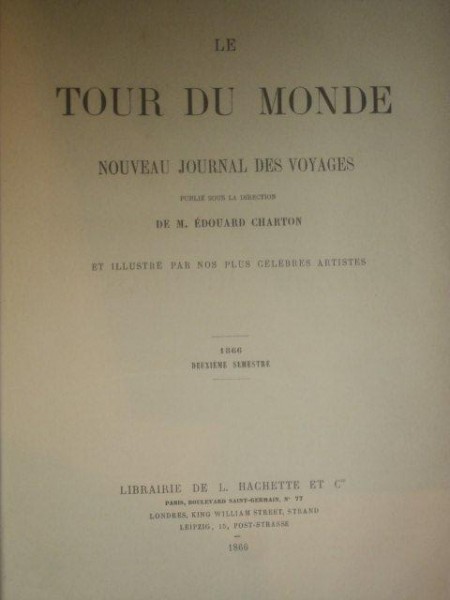 LE
TOUR DU MONDE
NOUVEAU JOURNAL DES VOYAGES
PUBLIÉ SOUS LA DIRECTION
DE M. ÉDOUARD CHARTON
ET ILLUSTRÉ PAR NOS PLUS CÉLÈBRES ARTISTES
1866
DEUXIÈME SEMESTRE
LIBRAIRIE DE L. HACHETTE ET Cie
PARIS, BOULEVARD SAINT-GERMAIN, N° 77
LONDRES, KING WILLIAM STREET, STRAND
LEIPZIG, 15, POST-STRASSE
1866